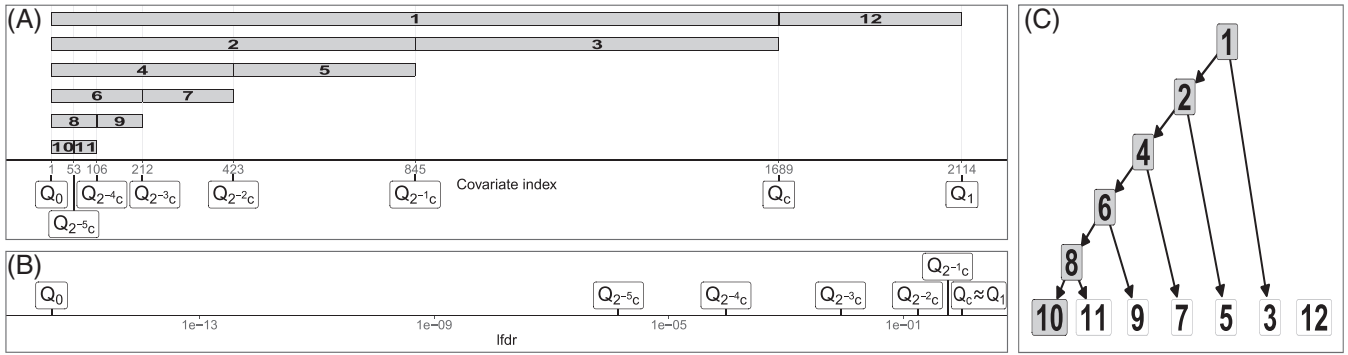 (A)
1 12
2 3
4 5
6 7
8 9
10 11
1 53 106 212 423 845 1689 2114
Covariate index
Q₀ Q₂₋₄c Q₂₋₃c Q₂₋₂c Q₂₋₁c Qc Q₁
Q₂₋₅c
(B)
Q₂₋₁c
Q₀ Q₂₋₅c Q₂₋₄c Q₂₋₃c Q₂₋₂c Qc≈Q₁
1e−13 1e−09 1e−05 1e−01
lfdr
(C)
1
2
4
6
8
10 11 9 7 5 3 12